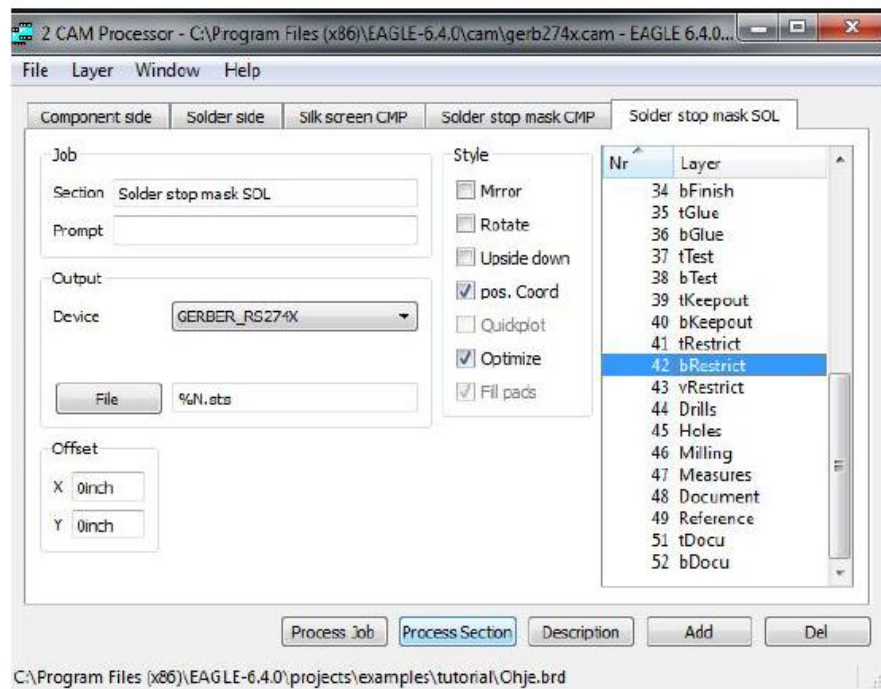 2 CAM Processor - C:\Program Files (x86)\EAGLE-6.4.0\cam\gerb274x.cam - EAGLE 6.4.0...
File Layer Window Help
Component side Solder side Silk screen CMP Solder stop mask CMP Solder stop mask SOL
Job
Section Solder stop mask SOL
Prompt
Output
Device GERBER_RS274X
File %N.sts
Offset
X 0inch
Y 0inch
Style
Mirror
Rotate
Upside down
pos. Coord
Quickplot
Optimize
Fill pads
Nr Layer
34 bFinish
35 tGlue
36 bGlue
37 tTest
38 bTest
39 tKeepout
40 bKeepout
41 tRestrict
42 bRestrict
43 vRestrict
44 Drills
45 Holes
46 Milling
47 Measures
48 Document
49 Reference
51 tDocu
52 bDocu
Process Job Process Section Description Add Del
C:\Program Files (x86)\EAGLE-6.4.0\projects\examples\tutorial\Ohje.brd